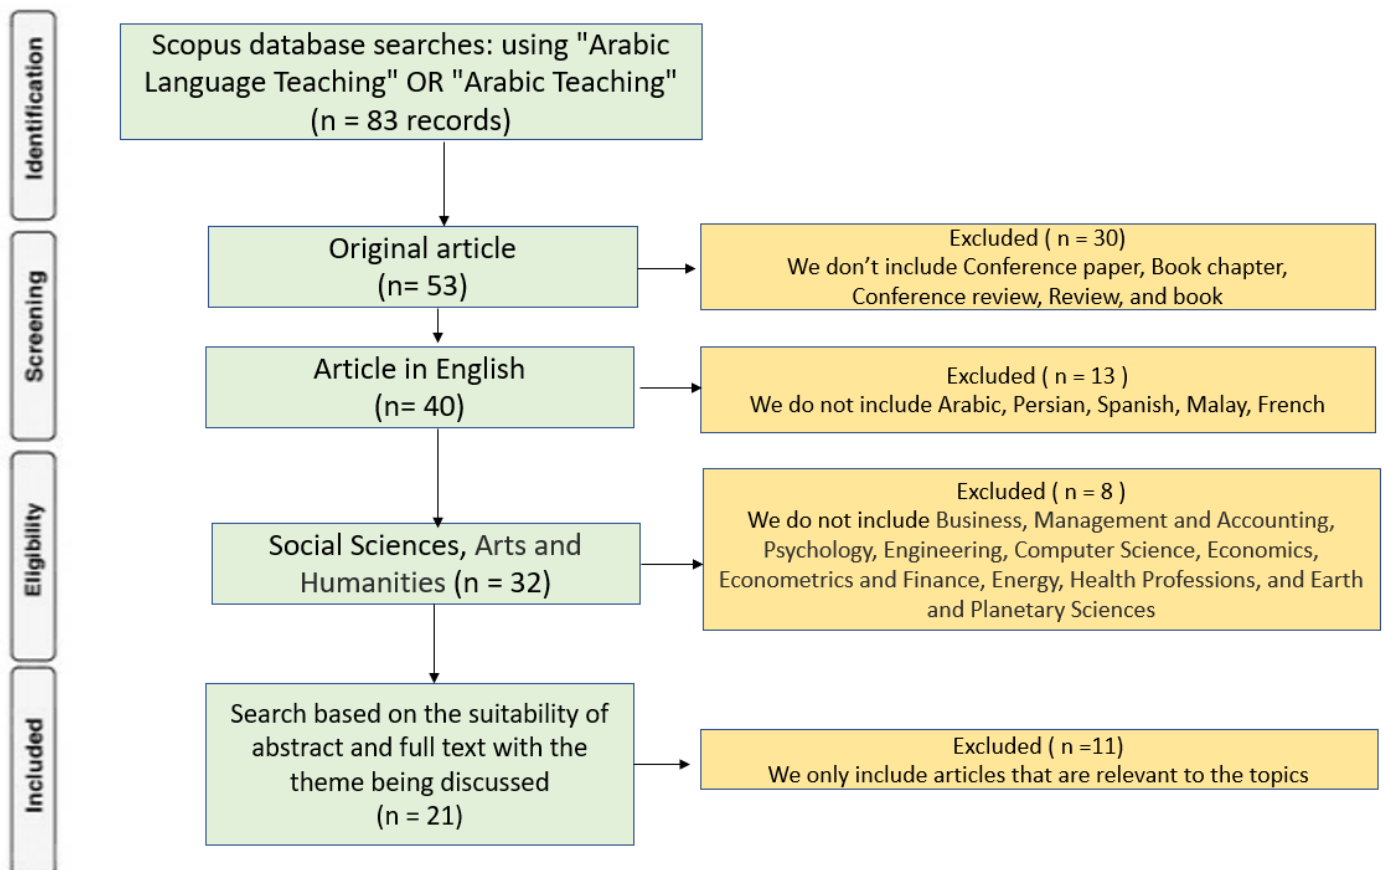 Identification
Scopus database searches: using "Arabic
Language Teaching" OR "Arabic Teaching"
(n = 83 records)
Screening
Original article
(n= 53)
Excluded ( n = 30)
We don’t include Conference paper, Book chapter,
Conference review, Review, and book
Article in English
(n= 40)
Excluded ( n = 13 )
We do not include Arabic, Persian, Spanish, Malay, French
Eligibility
Social Sciences, Arts and
Humanities (n = 32)
Excluded ( n = 8 )
We do not include Business, Management and Accounting,
Psychology, Engineering, Computer Science, Economics,
Econometrics and Finance, Energy, Health Professions, and Earth
and Planetary Sciences
Included
Search based on the suitability of
abstract and full text with the
theme being discussed
(n = 21)
Excluded ( n =11)
We only include articles that are relevant to the topics